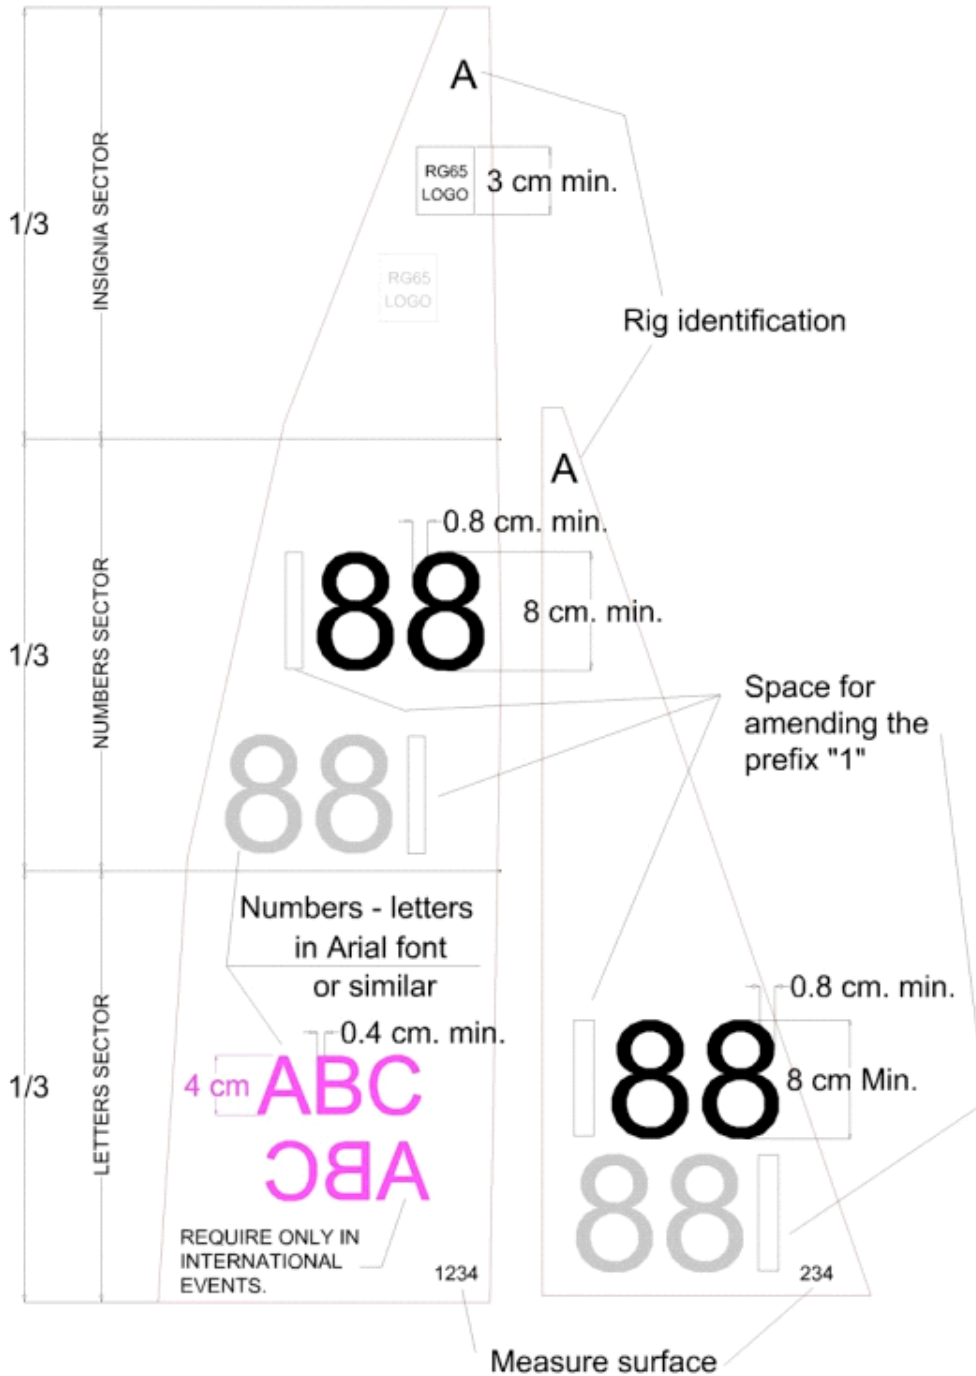 A
RG65
LOGO
3 cm min.
1/3
INSIGNIA SECTOR
RG65
LOGO
Rig identification
A
0.8 cm. min.
88
8 cm. min.
1/3
NUMBERS SECTOR
Space for
amending the
prefix "1"
88
Numbers - letters
in Arial font
or similar
0.8 cm. min.
0.4 cm. min.
1/3
LETTERS SECTOR
4 cm
ABC
88
8 cm Min.
ABC
88
REQUIRE ONLY IN
INTERNATIONAL
EVENTS.
1234
234
Measure surface